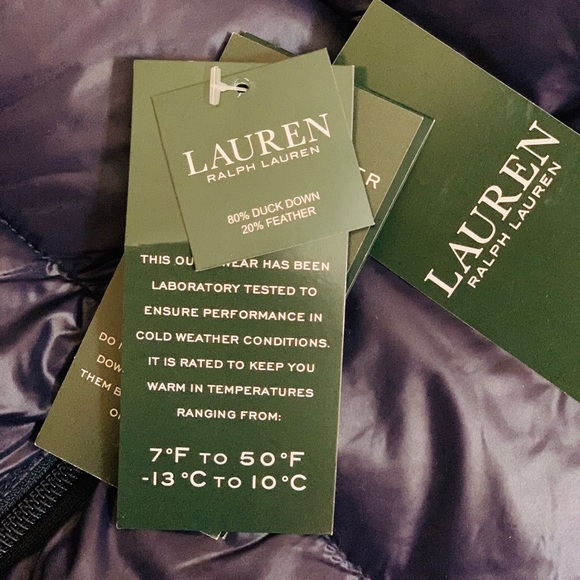 LAUREN
RALPH LAUREN
80% DUCK DOWN
20% FEATHER
THIS HAS BEEN
LABORATORY TESTED TO
ENSURE PERFORMANCE IN
COLD WEATHER CONDITIONS.
IT IS RATED TO KEEP YOU
WARM IN TEMPERATURES
RANGING FROM:
7°F TO 50°F
-13°C TO 10°C
LAUREN
RALPH LAUREN
DO
THEM